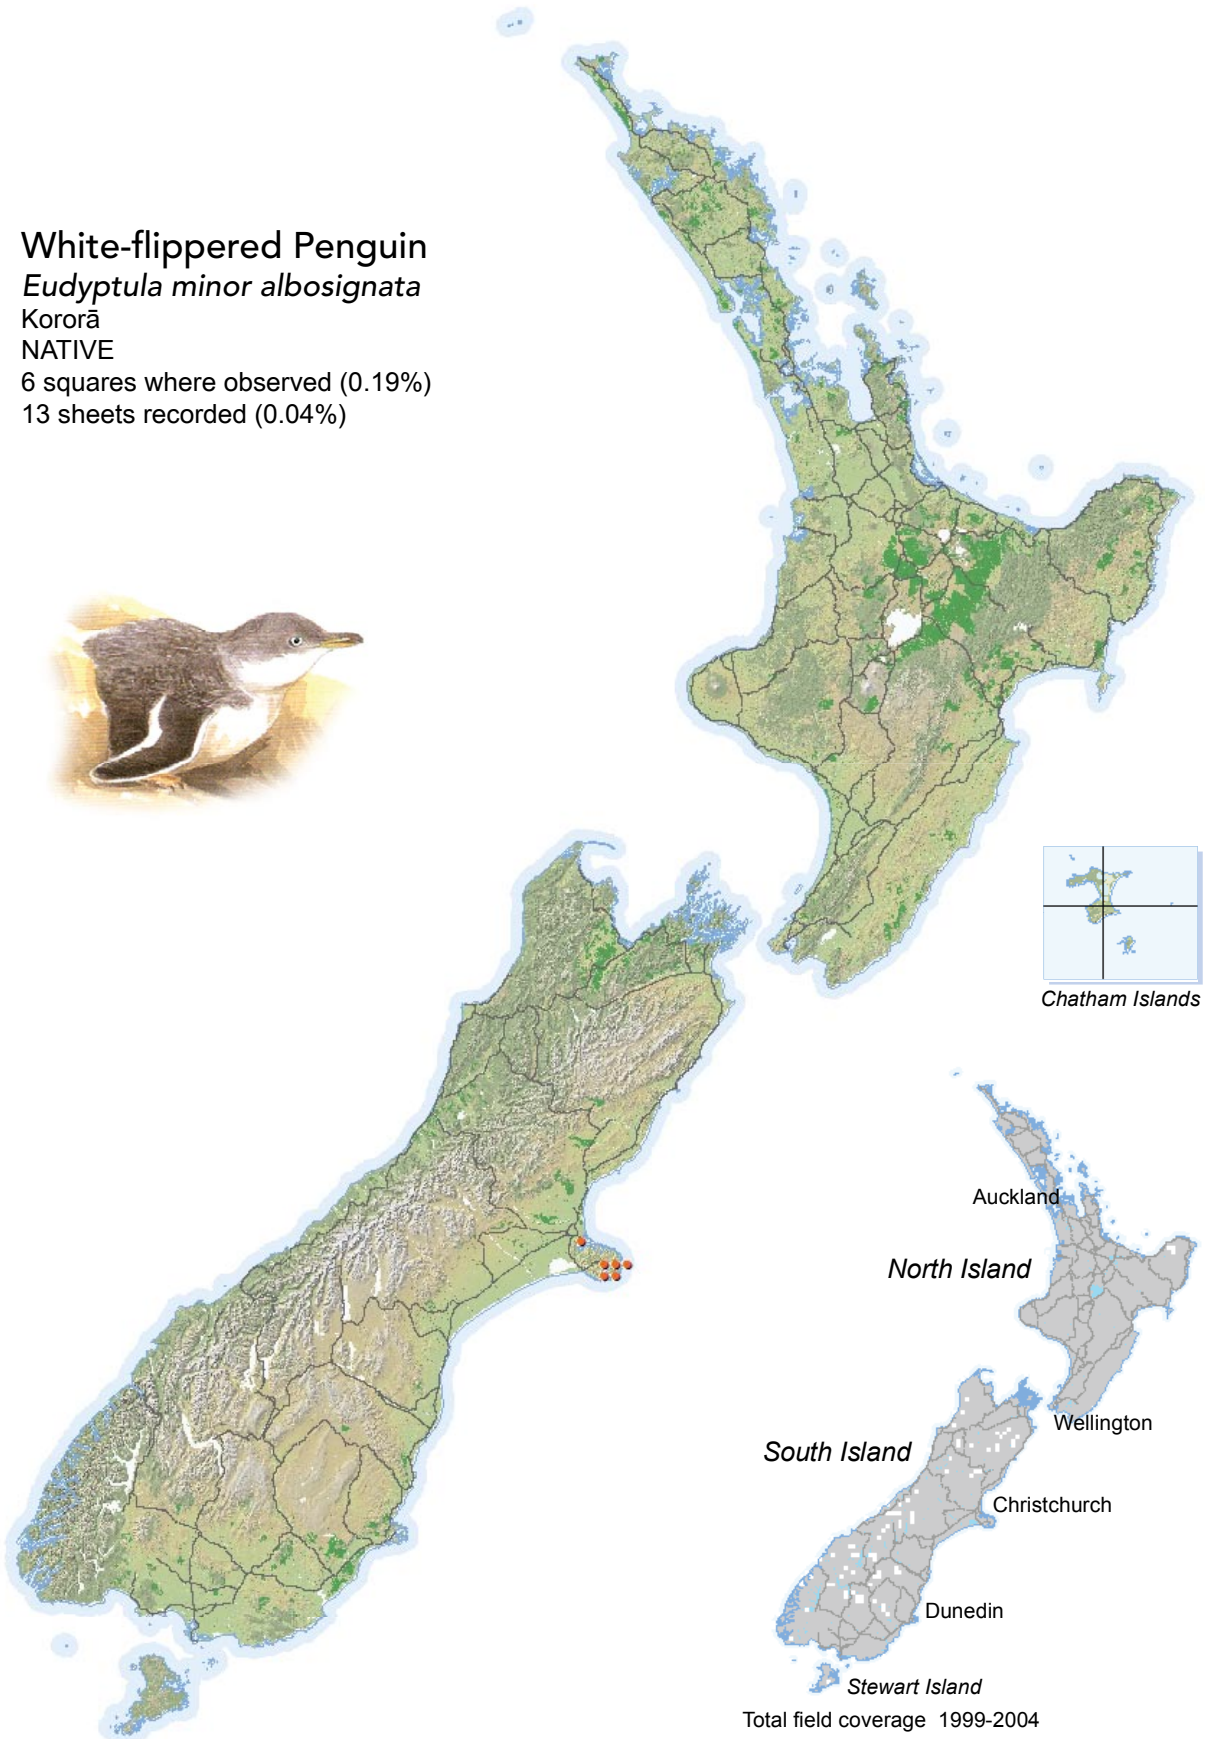 White-flippered Penguin
Eudyptula minor albosignata
Kororā
NATIVE
6 squares where observed (0.19%)
13 sheets recorded (0.04%)
Chatham Islands
Auckland
North Island
Wellington
South Island
Christchurch
Dunedin
Stewart Island
Total field coverage 1999-2004